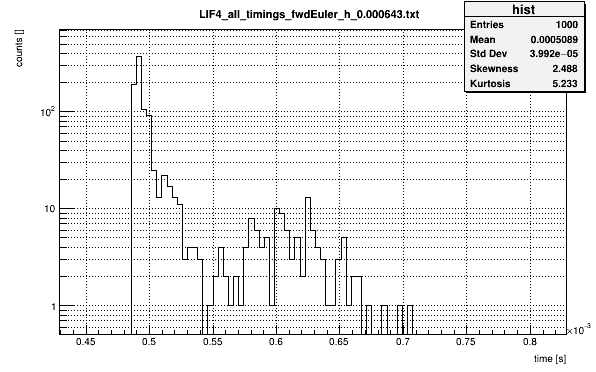 LIF4_all_timings_fwdEuler_h_0.000643.txt
hist
Entries 1000
Mean 0.0005089
Std Dev 3.992e−05
Skewness 2.488
Kurtosis 5.233
counts []
10²
10
1
0.45 0.5 0.55 0.6 0.65 0.7 0.75 0.8
×10⁻³
time [s]